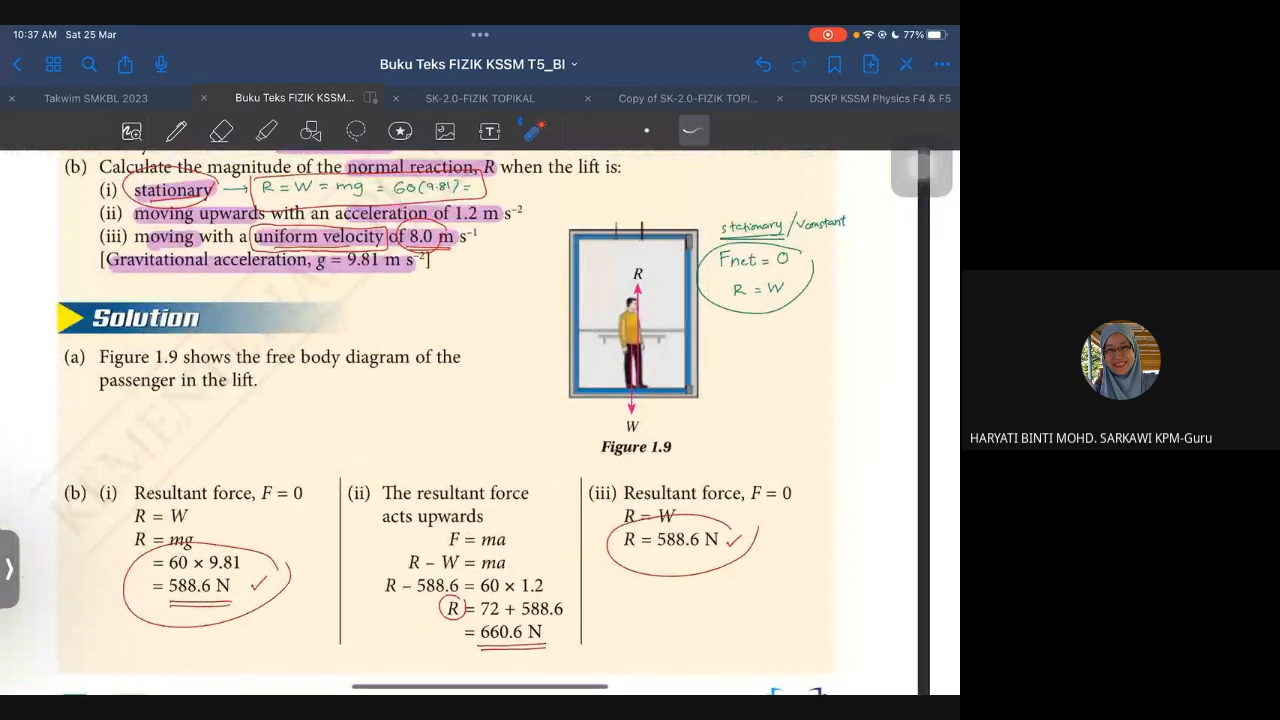 10:37 AM Sat 25 Mar
77%
Buku Teks FIZIK KSSM T5_BI
Takwim SMKBL 2023
Buku Teks FIZIK KSSM...
SK-2.0-FIZIK TOPIKAL
Copy of SK-2.0-FIZIK TOPI...
DSKP KSSM Physics F4 & F5
(b) Calculate the magnitude of the normal reaction, R when the lift is:
(i) stationary → R = W = mg = 60(9.81) =
(ii) moving upwards with an acceleration of 1.2 m s⁻²
(iii) moving with a uniform velocity of 8.0 m s⁻¹
[Gravitational acceleration, g = 9.81 m s⁻²]
stationary / Vconstant
Fnet = 0
R = W
Solution
(a) Figure 1.9 shows the free body diagram of the
passenger in the lift.
R
W
Figure 1.9
(b) (i) Resultant force, F = 0
R = W
R = mg
= 60 × 9.81
= 588.6 N ✓
(ii) The resultant force
acts upwards
F = ma
R – W = ma
R – 588.6 = 60 × 1.2
R = 72 + 588.6
= 660.6 N
(iii) Resultant force, F = 0
R = W
R = 588.6 N ✓
HARYATI BINTI MOHD. SARKAWI KPM-Guru